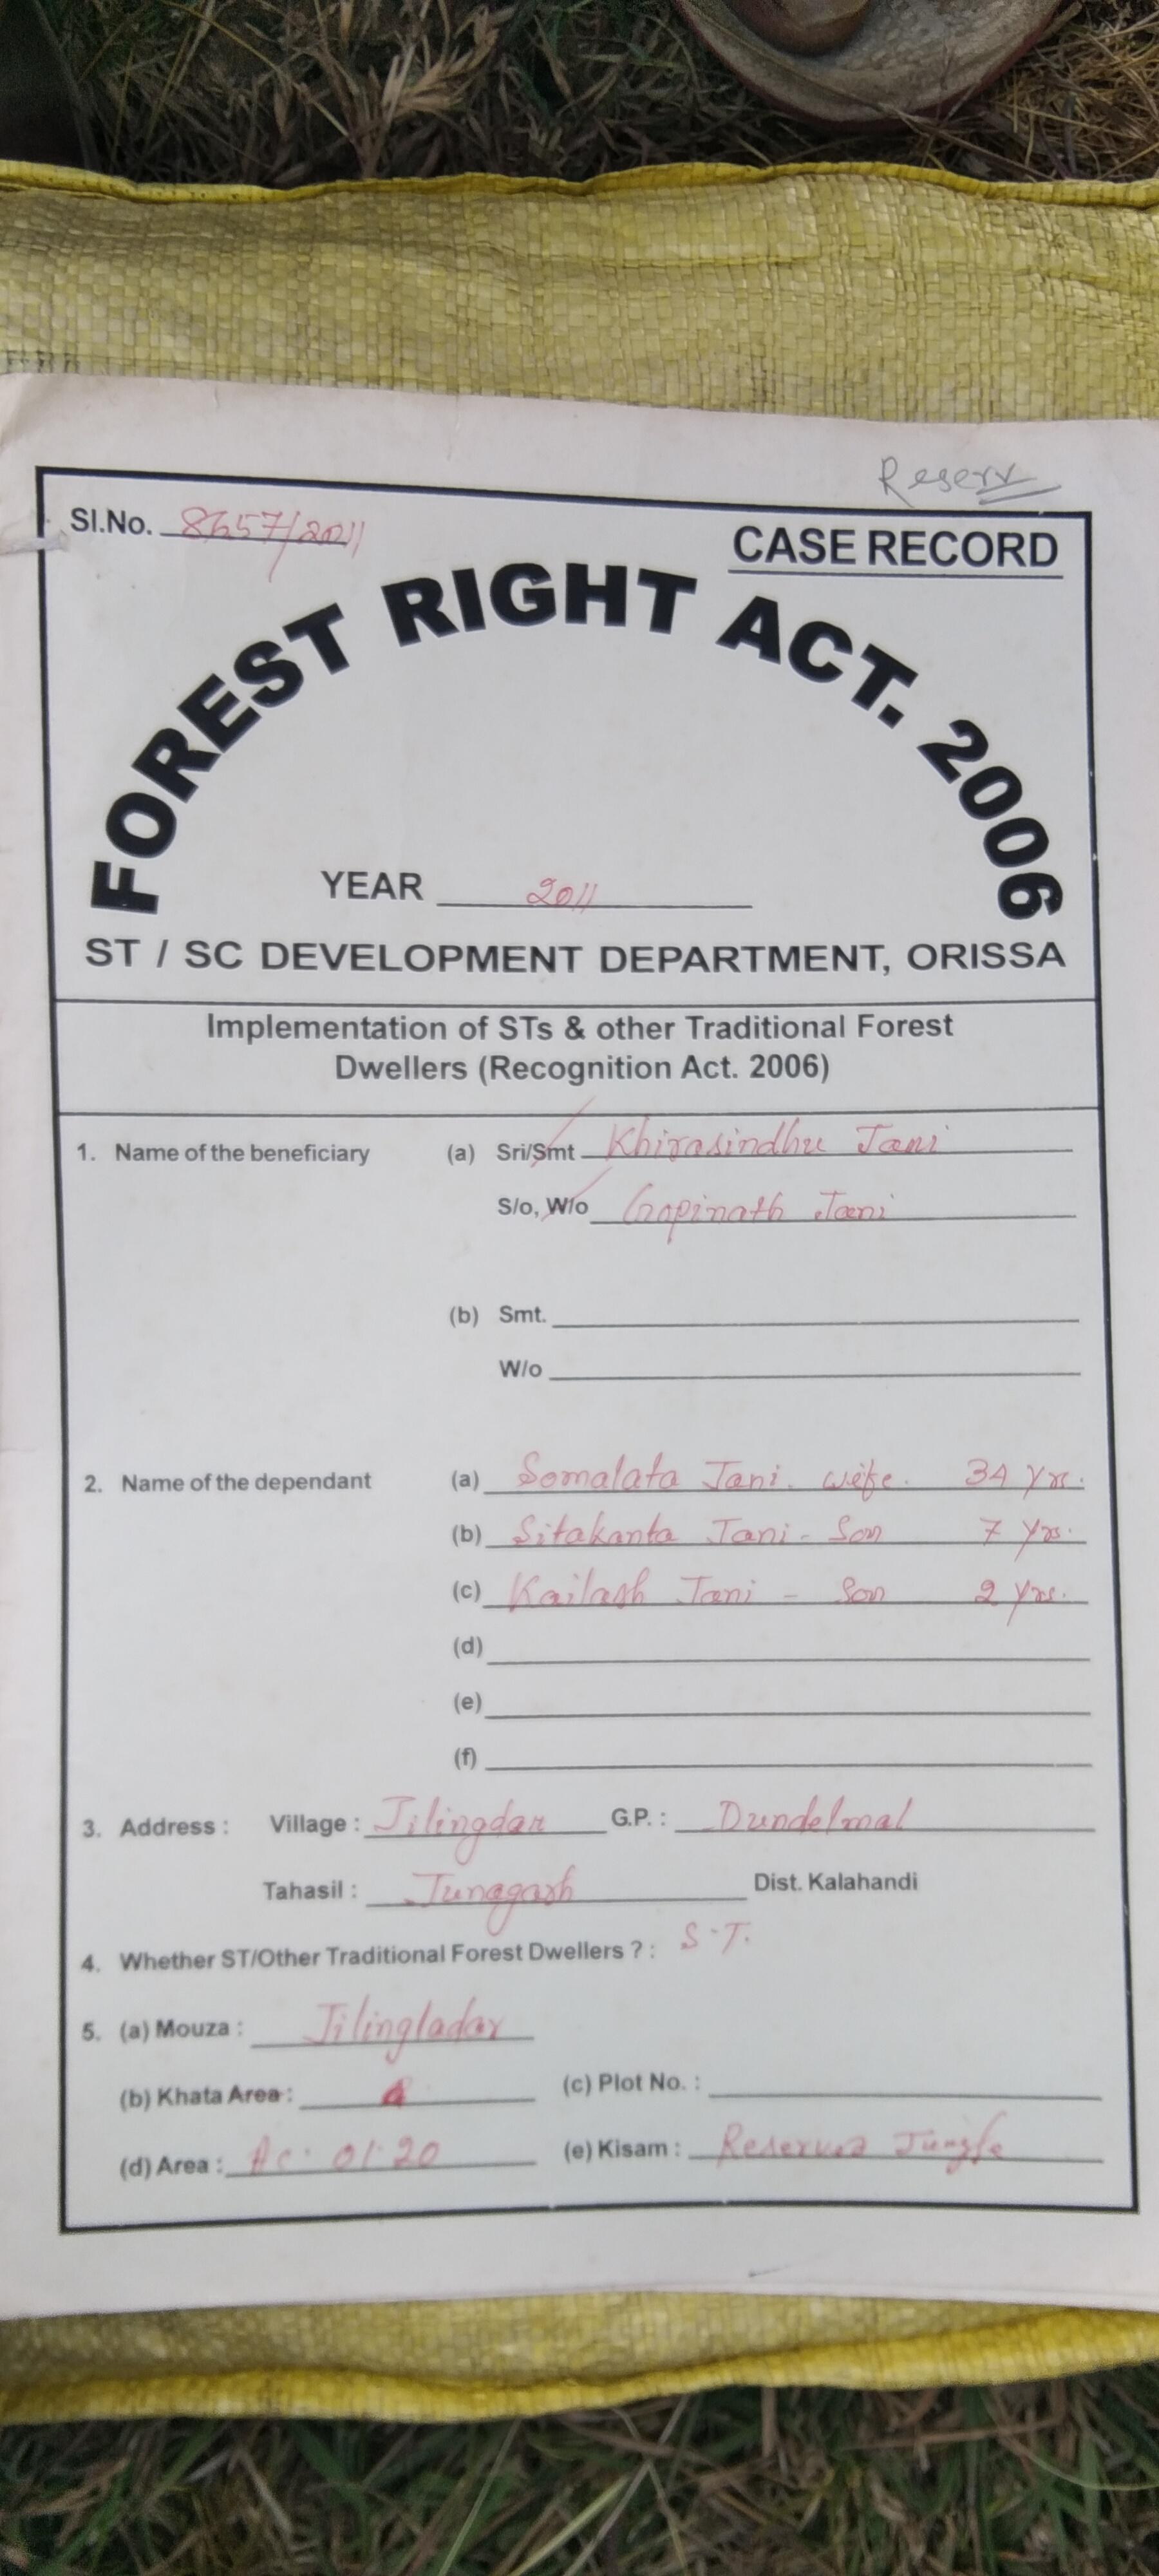 Reserv
Sl.No. 8657/2011
CASE RECORD
FOREST RIGHT ACT. 2006
YEAR 2011
ST / SC DEVELOPMENT DEPARTMENT, ORISSA
Implementation of STs & other Traditional Forest
Dwellers (Recognition Act. 2006)
1. Name of the beneficiary (a) Sri/Smt Khirasindhu Jani
S/o, W/o Gopinath Jani
(b) Smt.
W/o
2. Name of the dependant (a) Somalata Jani. wife. 34 yrs.
(b) Sitakanta Jani - Son 7 yrs.
(c) Kailash Jani - Son 2 yrs.
(d)
(e)
(f)
3. Address : Village : Jilingdar G.P. : Dundelmal
Tahasil : Junagarh Dist. Kalahandi
4. Whether ST/Other Traditional Forest Dwellers ? : S.T.
5. (a) Mouza : Jilingladar
(b) Khata Area : (c) Plot No. :
(d) Area : Ac. 01.20 (e) Kisam : Reserved Jungle